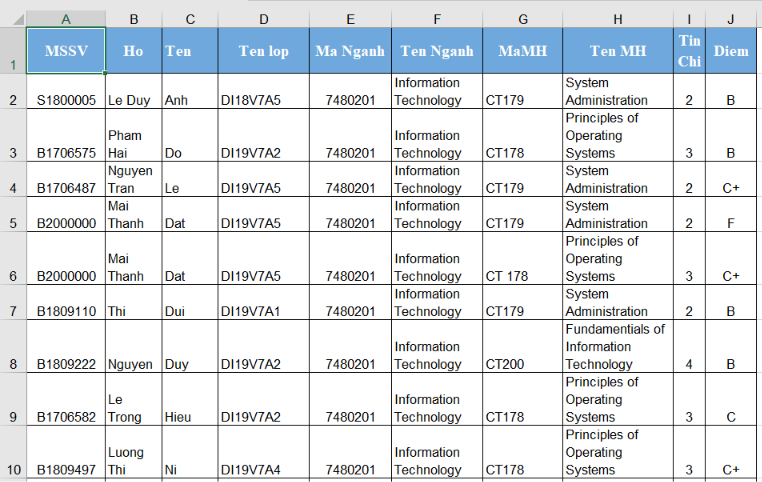 A B C D E F G H I J
1 MSSV Ho Ten Ten lop Ma Nganh Ten Nganh MaMH Ten MH Tin Chi Diem
2 S1800005 Le Duy Anh DI18V7A5 7480201 Information Technology CT179 System Administration 2 B
3 B1706575 Pham Hai Do DI19V7A2 7480201 Information Technology CT178 Principles of Operating Systems 3 B
4 B1706487 Nguyen Tran Le DI19V7A5 7480201 Information Technology CT179 System Administration 2 C+
5 B2000000 Mai Thanh Dat DI19V7A5 7480201 Information Technology CT179 System Administration 2 F
6 B2000000 Mai Thanh Dat DI19V7A5 7480201 Information Technology CT 178 Principles of Operating Systems 3 C+
7 B1809110 Thi Dui DI19V7A1 7480201 Information Technology CT179 System Administration 2 B
8 B1809222 Nguyen Duy DI19V7A2 7480201 Information Technology CT200 Fundamentials of Information Technology 4 B
9 B1706582 Le Trong Hieu DI19V7A2 7480201 Information Technology CT178 Principles of Operating Systems 3 C
10 B1809497 Luong Thi Ni DI19V7A4 7480201 Information Technology CT178 Principles of Operating Systems 3 C+